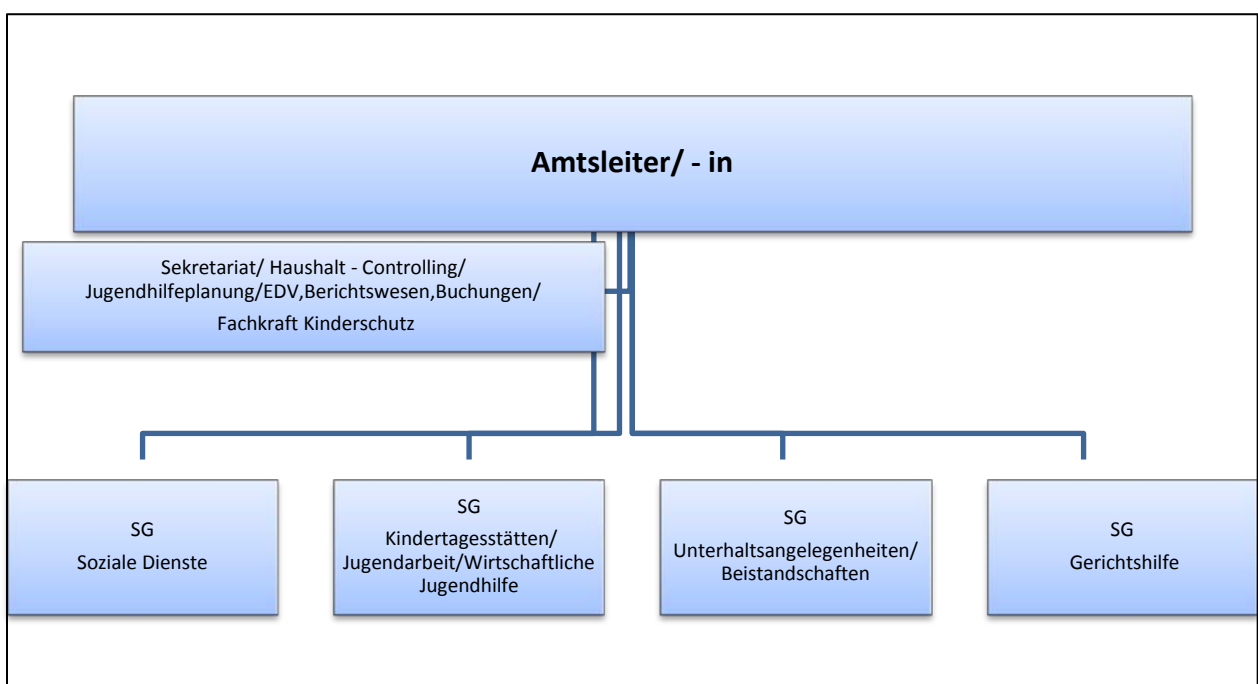 Amtsleiter/ - in
Sekretariat/ Haushalt - Controlling/
Jugendhilfeplanung/EDV,Berichtswesen,Buchungen/
Fachkraft Kinderschutz
SG
Soziale Dienste
SG
Kindertagesstätten/
Jugendarbeit/Wirtschaftliche
Jugendhilfe
SG
Unterhaltsangelegenheiten/
Beistandschaften
SG
Gerichtshilfe